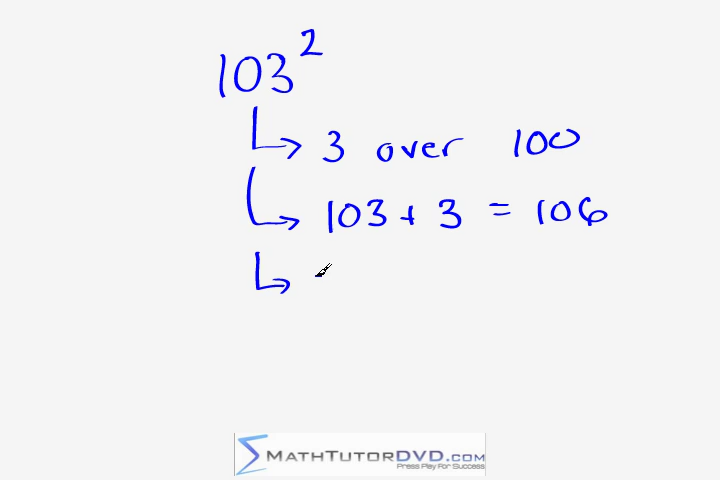 103²
3 over 100
103 + 3 = 106
MATHTUTORDVD.COM
Press Play For Success